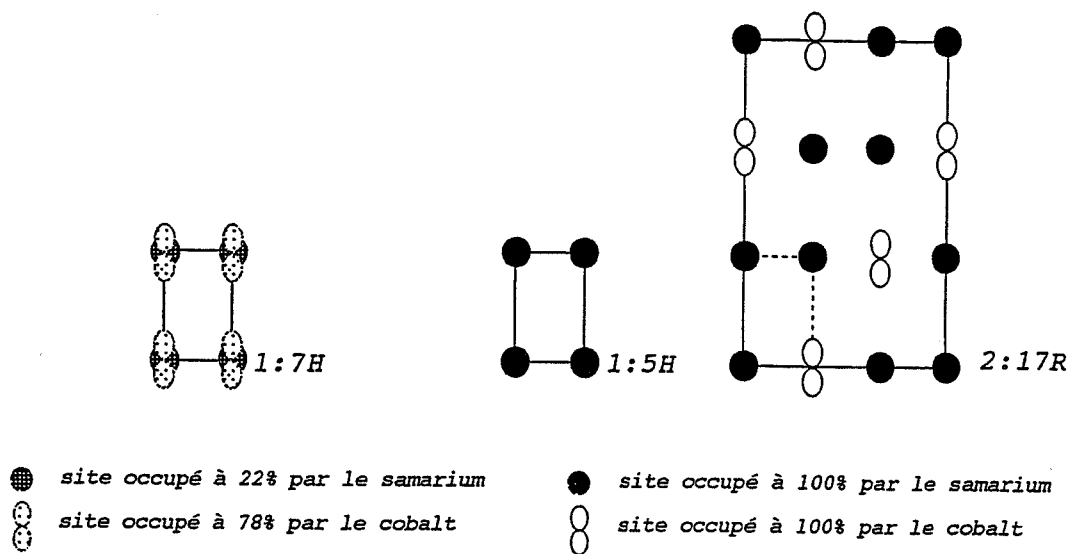 1:7H
1:5H
2:17R
site occupé à 22% par le samarium
site occupé à 78% par le cobalt
site occupé à 100% par le samarium
site occupé à 100% par le cobalt